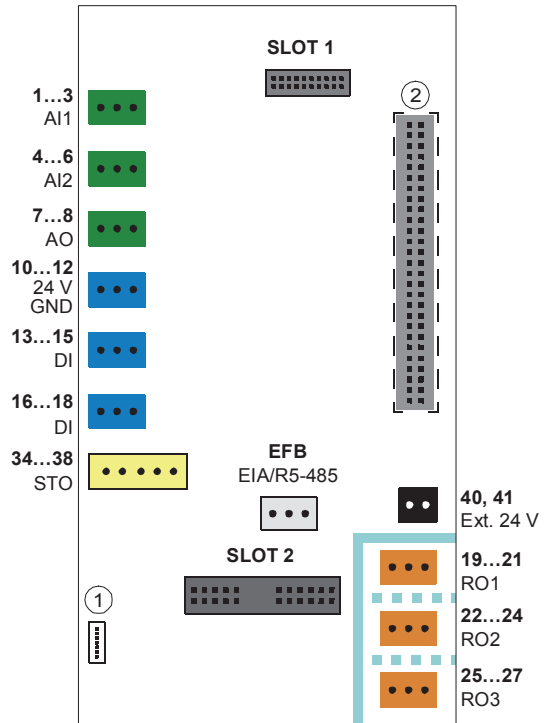 SLOT 1
2
1...3
AI1
4...6
AI2
7...8
AO
10...12
24 V
GND
13...15
DI
16...18
DI
34...38
STO
EFB
EIA/R5-485
40, 41
Ext. 24 V
SLOT 2
19...21
RO1
1
22...24
RO2
25...27
RO3